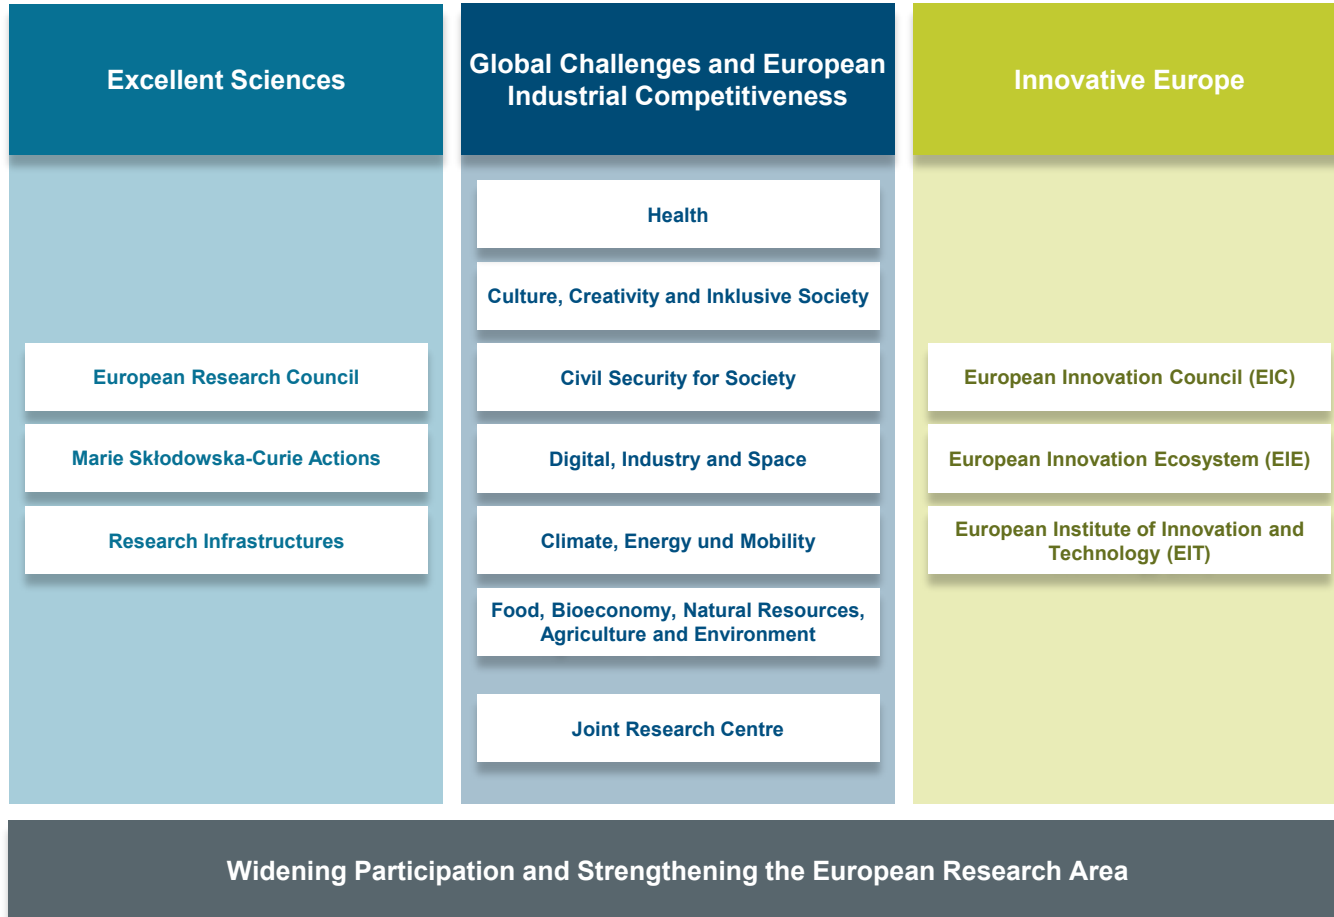 Excellent Sciences
European Research Council
Marie Skłodowska-Curie Actions
Research Infrastructures
Global Challenges and European
Industrial Competitiveness
Health
Culture, Creativity and Inklusive Society
Civil Security for Society
Digital, Industry and Space
Climate, Energy und Mobility
Food, Bioeconomy, Natural Resources,
Agriculture and Environment
Joint Research Centre
Innovative Europe
European Innovation Council (EIC)
European Innovation Ecosystem (EIE)
European Institute of Innovation and
Technology (EIT)
Widening Participation and Strengthening the European Research Area